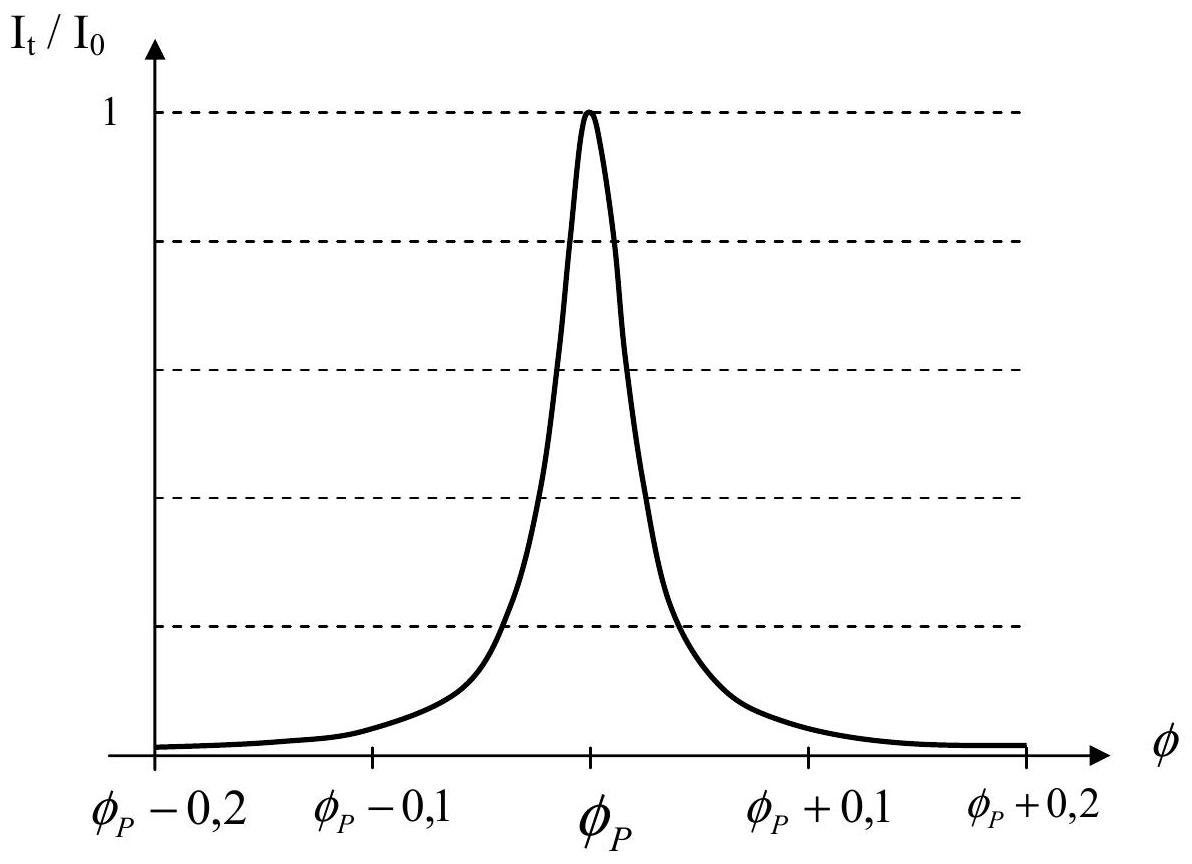 I_t / I_0
1
ϕ
ϕ_P − 0,2
ϕ_P − 0,1
ϕ_P
ϕ_P + 0,1
ϕ_P + 0,2